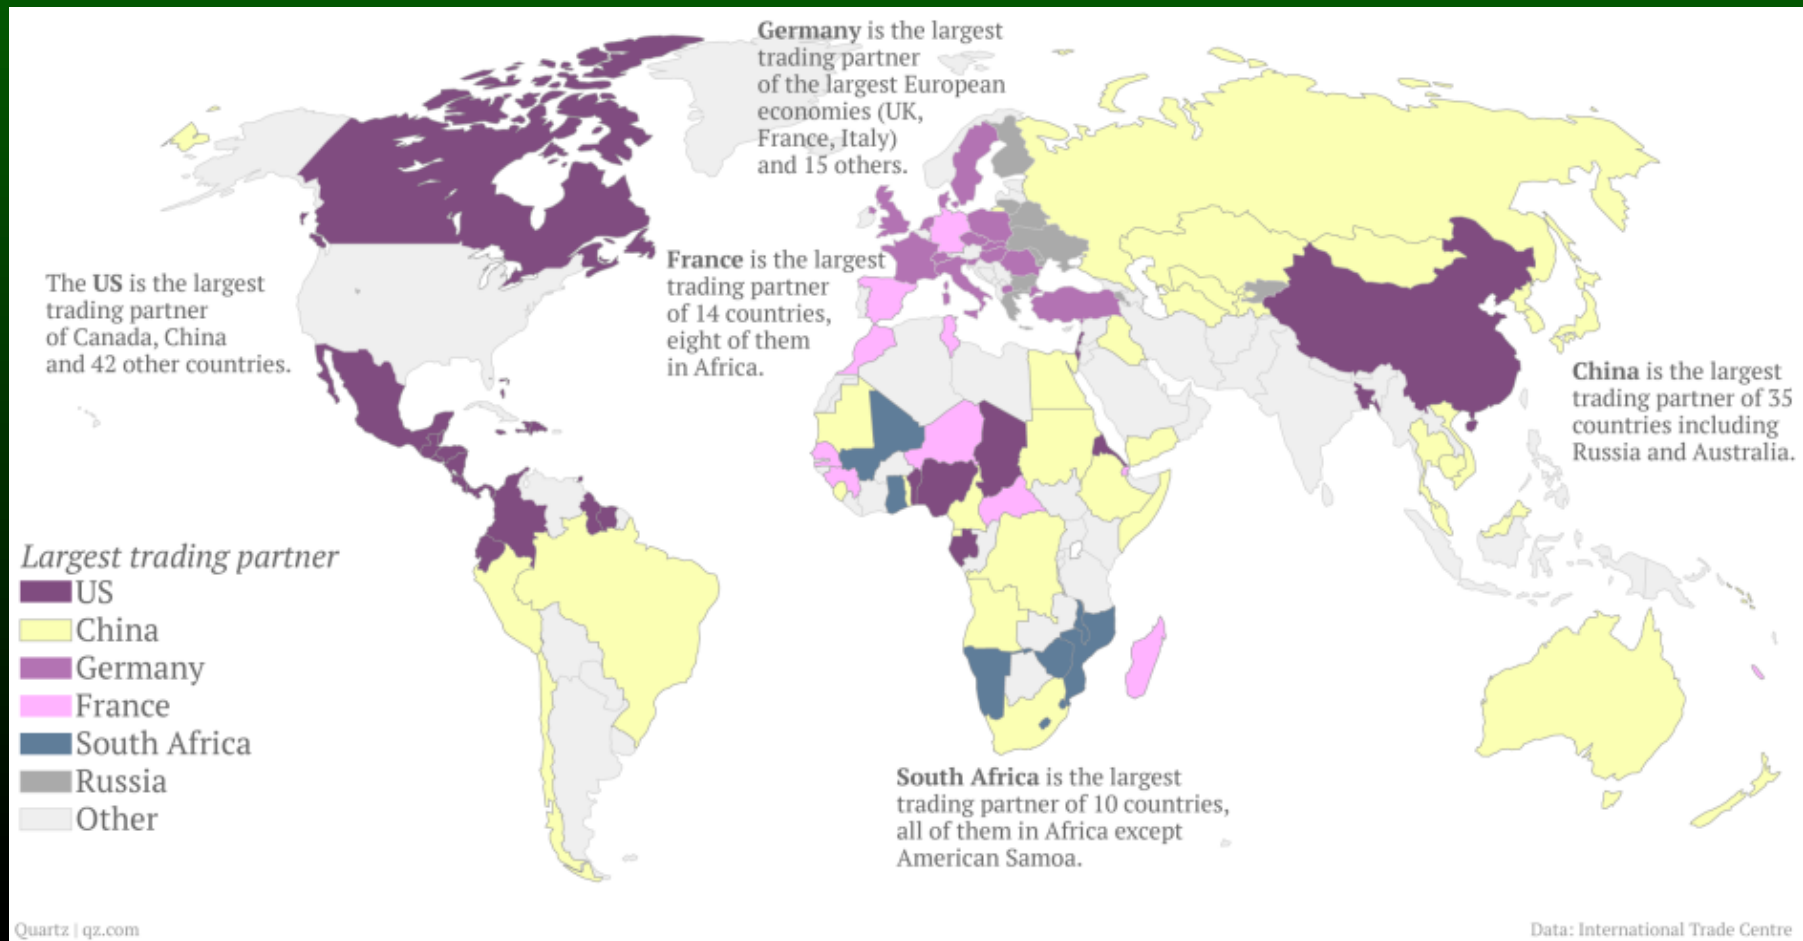 Germany is the largest
trading partner
of the largest European
economies (UK,
France, Italy)
and 15 others.
The US is the largest
trading partner
of Canada, China
and 42 other countries.
France is the largest
trading partner
of 14 countries,
eight of them
in Africa.
China is the largest
trading partner of 35
countries including
Russia and Australia.
Largest trading partner
US
China
Germany
France
South Africa
Russia
Other
South Africa is the largest
trading partner of 10 countries,
all of them in Africa except
American Samoa.
Quartz | qz.com
Data: International Trade Centre